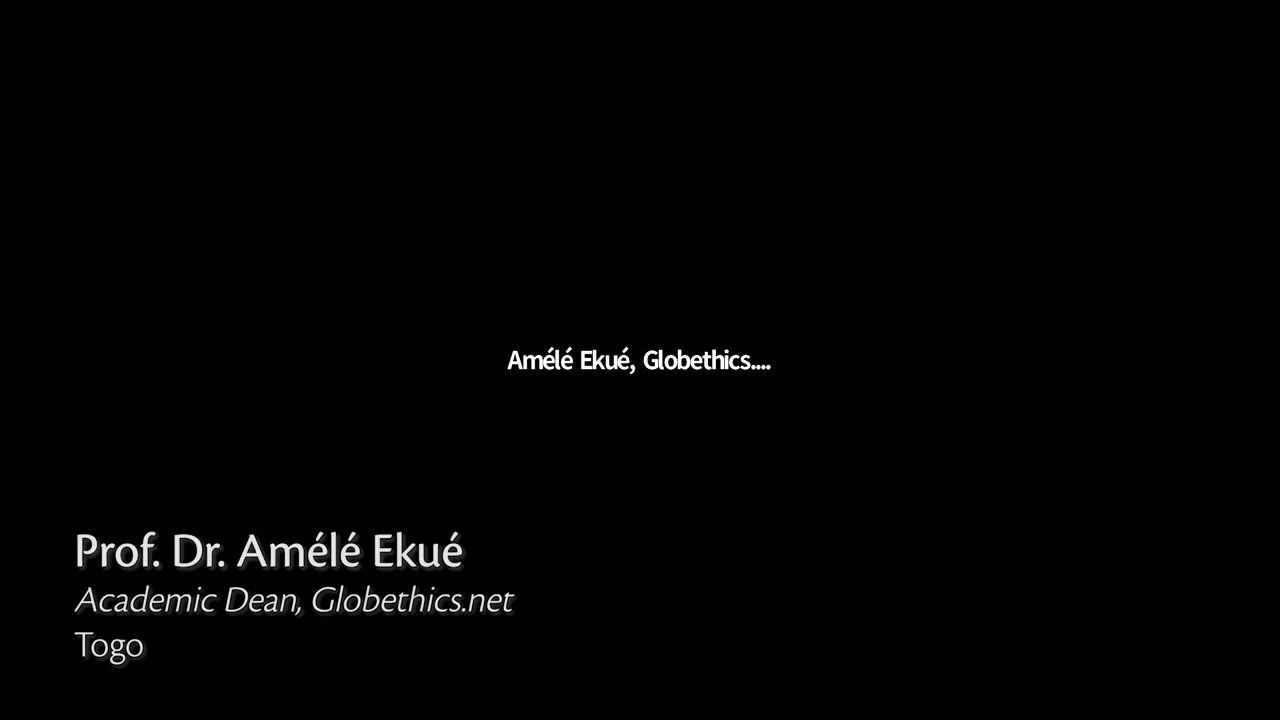 Amélé Ekué, Globethics....
Prof. Dr. Amélé Ekué
Academic Dean, Globethics.net
Togo